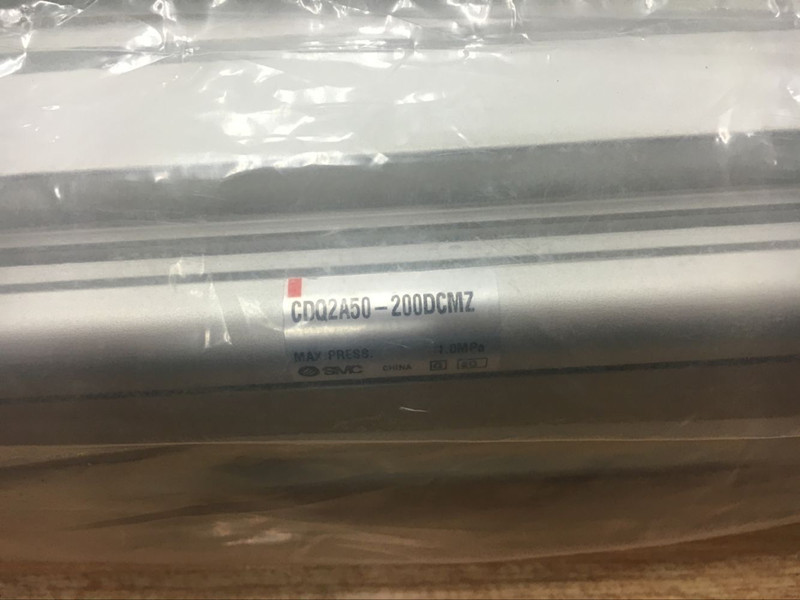 CDQ2A50-200DCMZ
MAX PRESS. 1.0MPa
SMC CHINA